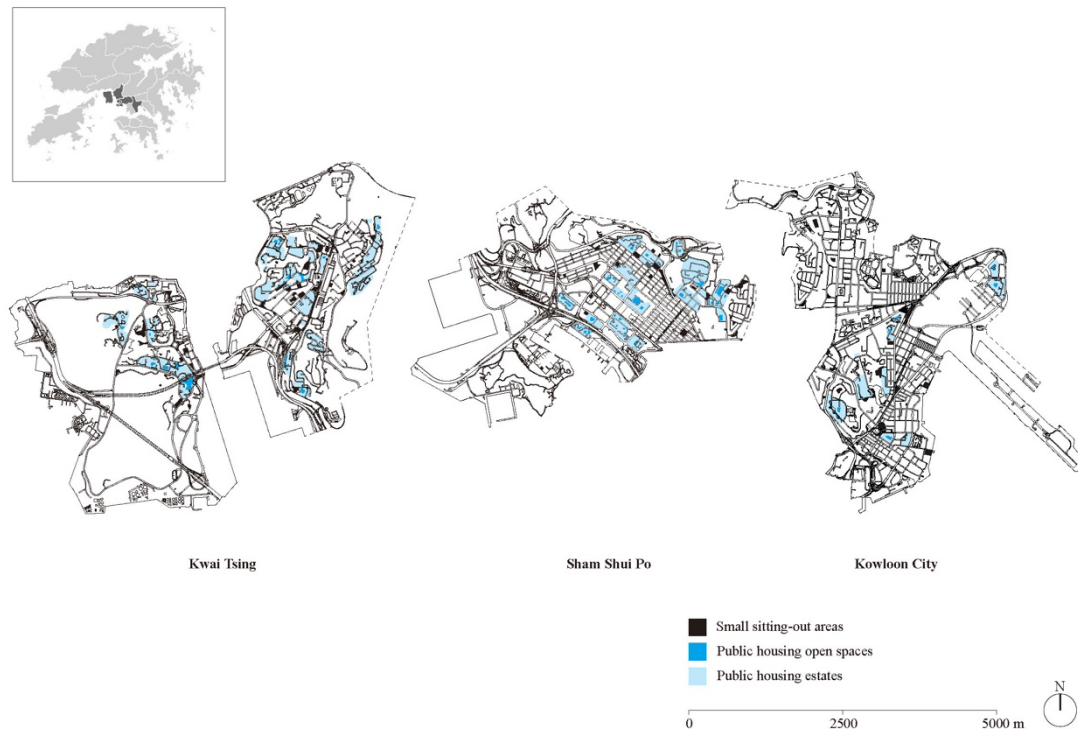 Kwai Tsing
Sham Shui Po
Kowloon City
Small sitting-out areas
Public housing open spaces
Public housing estates
N
0 2500 5000 m